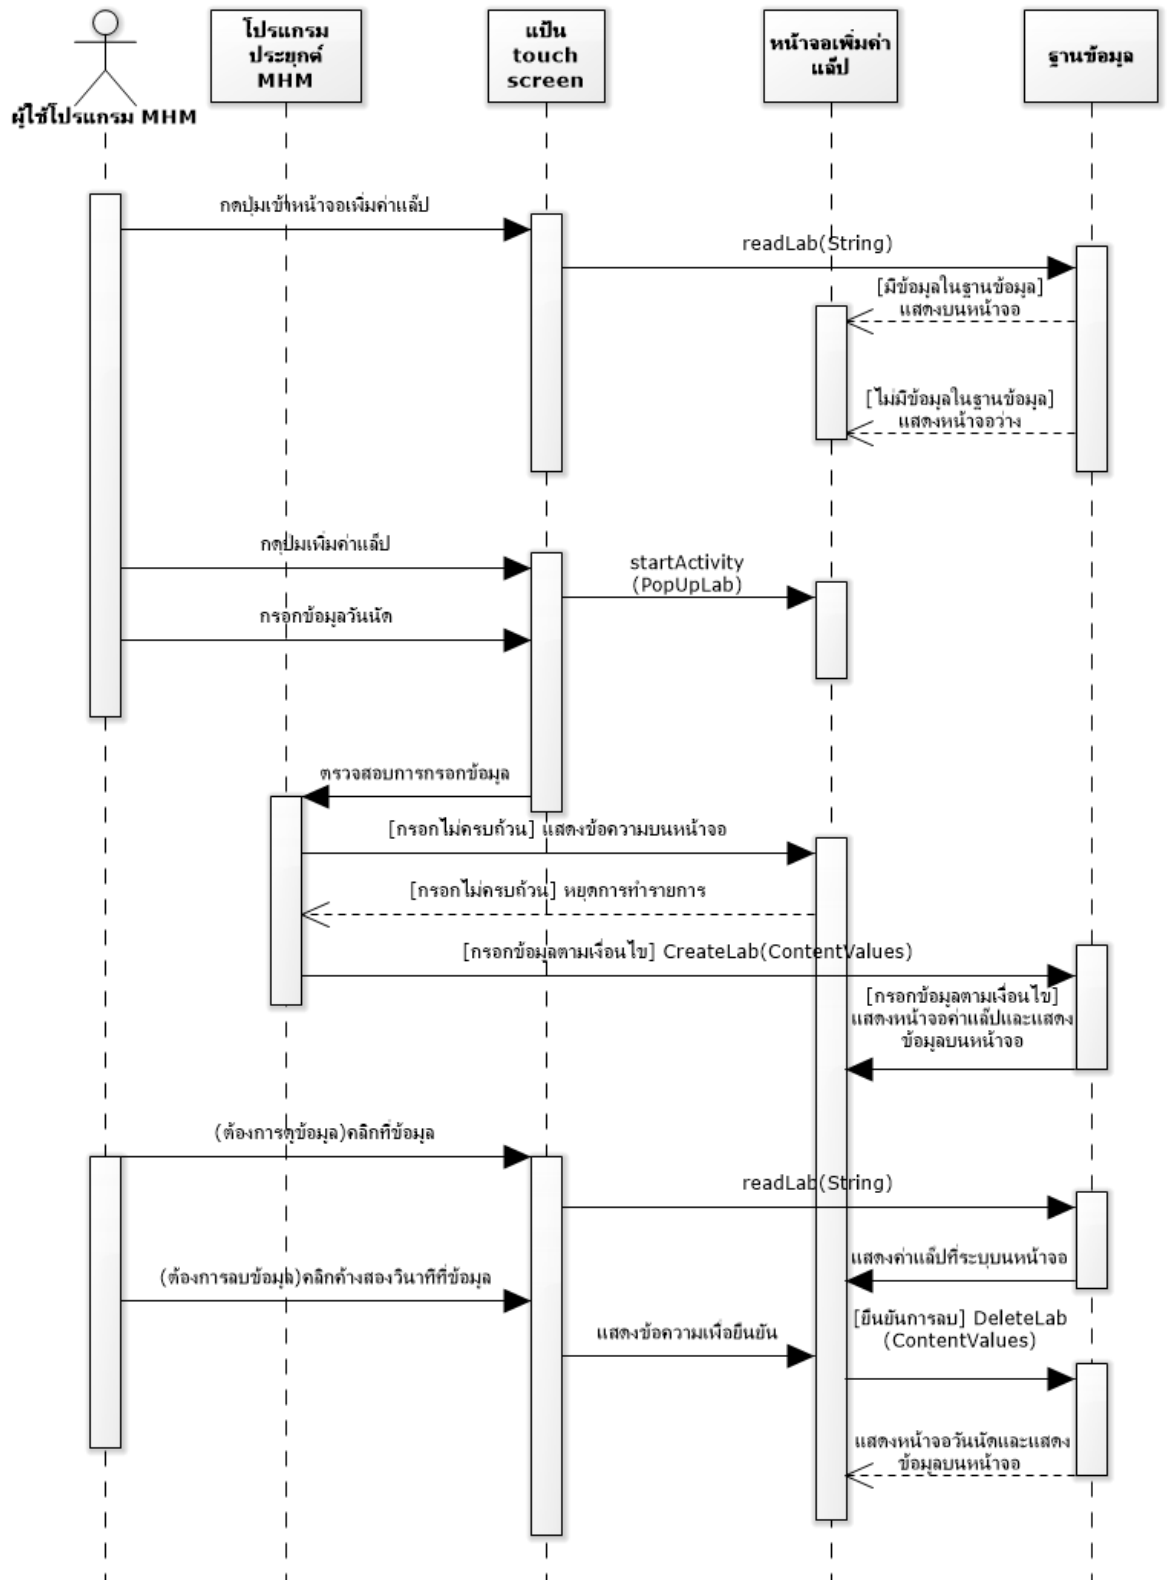 โปรแกรม
ประยุกต์
MHM
แป้น
touch
screen
หน้าจอเพิ่มค่า
แล็ป
ฐานข้อมูล
ผู้ใช้โปรแกรม MHM
กดปุ่มเข้าหน้าจอเพิ่มค่าแล็ป
readLab(String)
[มีข้อมูลในฐานข้อมูล]
แสดงบนหน้าจอ
[ไม่มีข้อมูลในฐานข้อมูล]
แสดงหน้าจอว่าง
กดปุ่มเพิ่มค่าแล็ป
startActivity
(PopUpLab)
กรอกข้อมูลวันนัด
ตรวจสอบการกรอกข้อมูล
[กรอกไม่ครบถ้วน] แสดงข้อความบนหน้าจอ
[กรอกไม่ครบถ้วน] หยุดการทำรายการ
[กรอกข้อมูลตามเงื่อนไข] CreateLab(ContentValues)
[กรอกข้อมูลตามเงื่อนไข]
แสดงหน้าจอค่าแล็ปและแสดง
ข้อมูลบนหน้าจอ
(ต้องการดูข้อมูล)คลิกที่ข้อมูล
readLab(String)
แสดงค่าแล็ปที่ระบุบนหน้าจอ
(ต้องการลบข้อมูล)คลิกค้างสองวินาทีที่ข้อมูล
แสดงข้อความเพื่อยืนยัน
[ยืนยันการลบ] DeleteLab
(ContentValues)
แสดงหน้าจอวันนัดและแสดง
ข้อมูลบนหน้าจอ